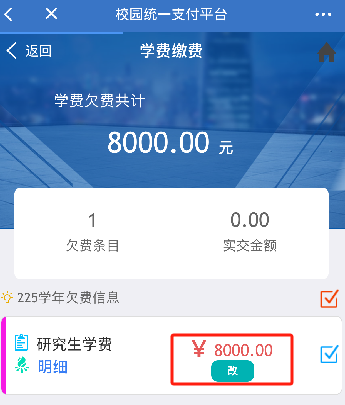 校园统一支付平台
返回 学费缴费
学费欠费共计
8000.00 元
1 0.00
欠费条目 实交金额
225学年欠费信息
研究生学费 ¥ 8000.00
明细 改